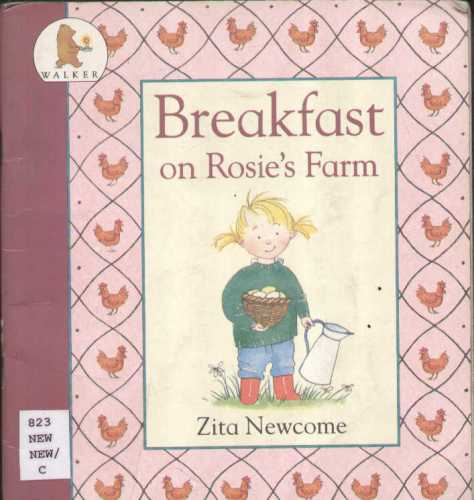 WALKER
Breakfast
on Rosie's Farm
Zita Newcome
823
NEW
NEW/
C